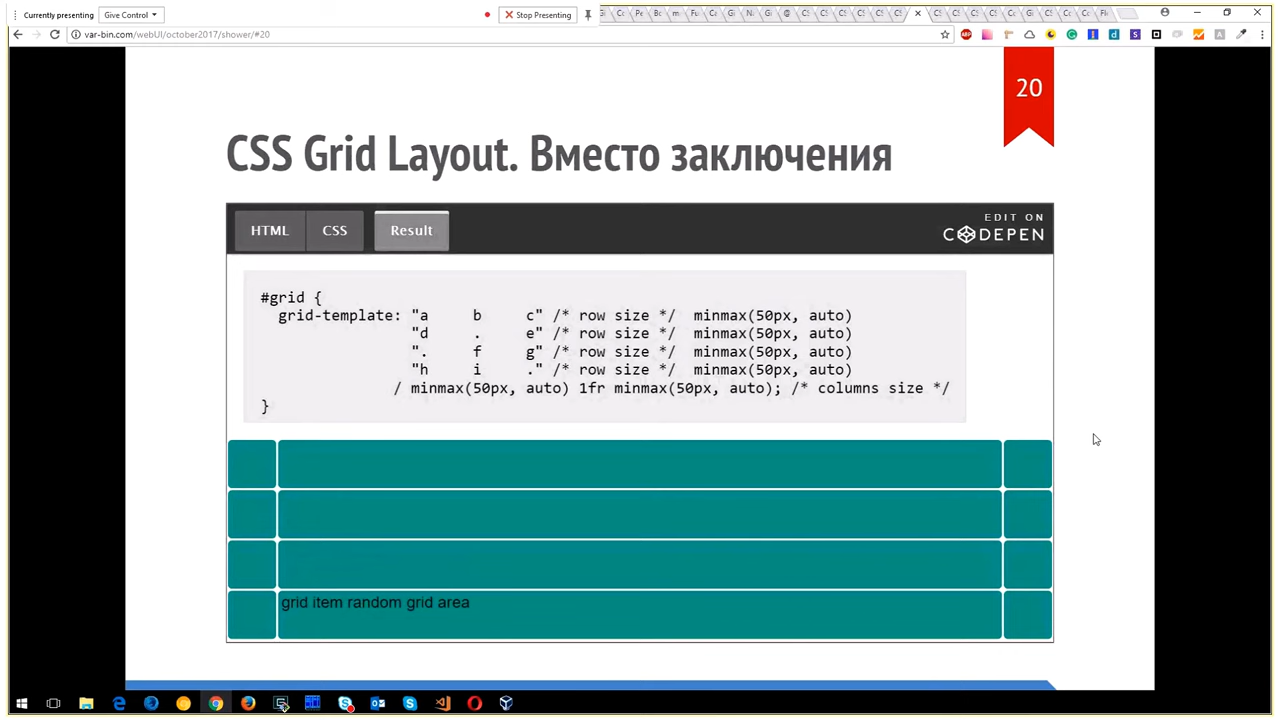 Currently presenting Give Control Stop Presenting
var-bin.com/webUI/october2017/shower/#20
20
CSS Grid Layout. Вместо заключения
HTML CSS Result EDIT ON
CODEPEN
#grid {
grid-template: "a b c" /* row size */ minmax(50px, auto)
"d . e" /* row size */ minmax(50px, auto)
". f g" /* row size */ minmax(50px, auto)
"h i ." /* row size */ minmax(50px, auto)
/ minmax(50px, auto) 1fr minmax(50px, auto); /* columns size */
}
grid item random grid area